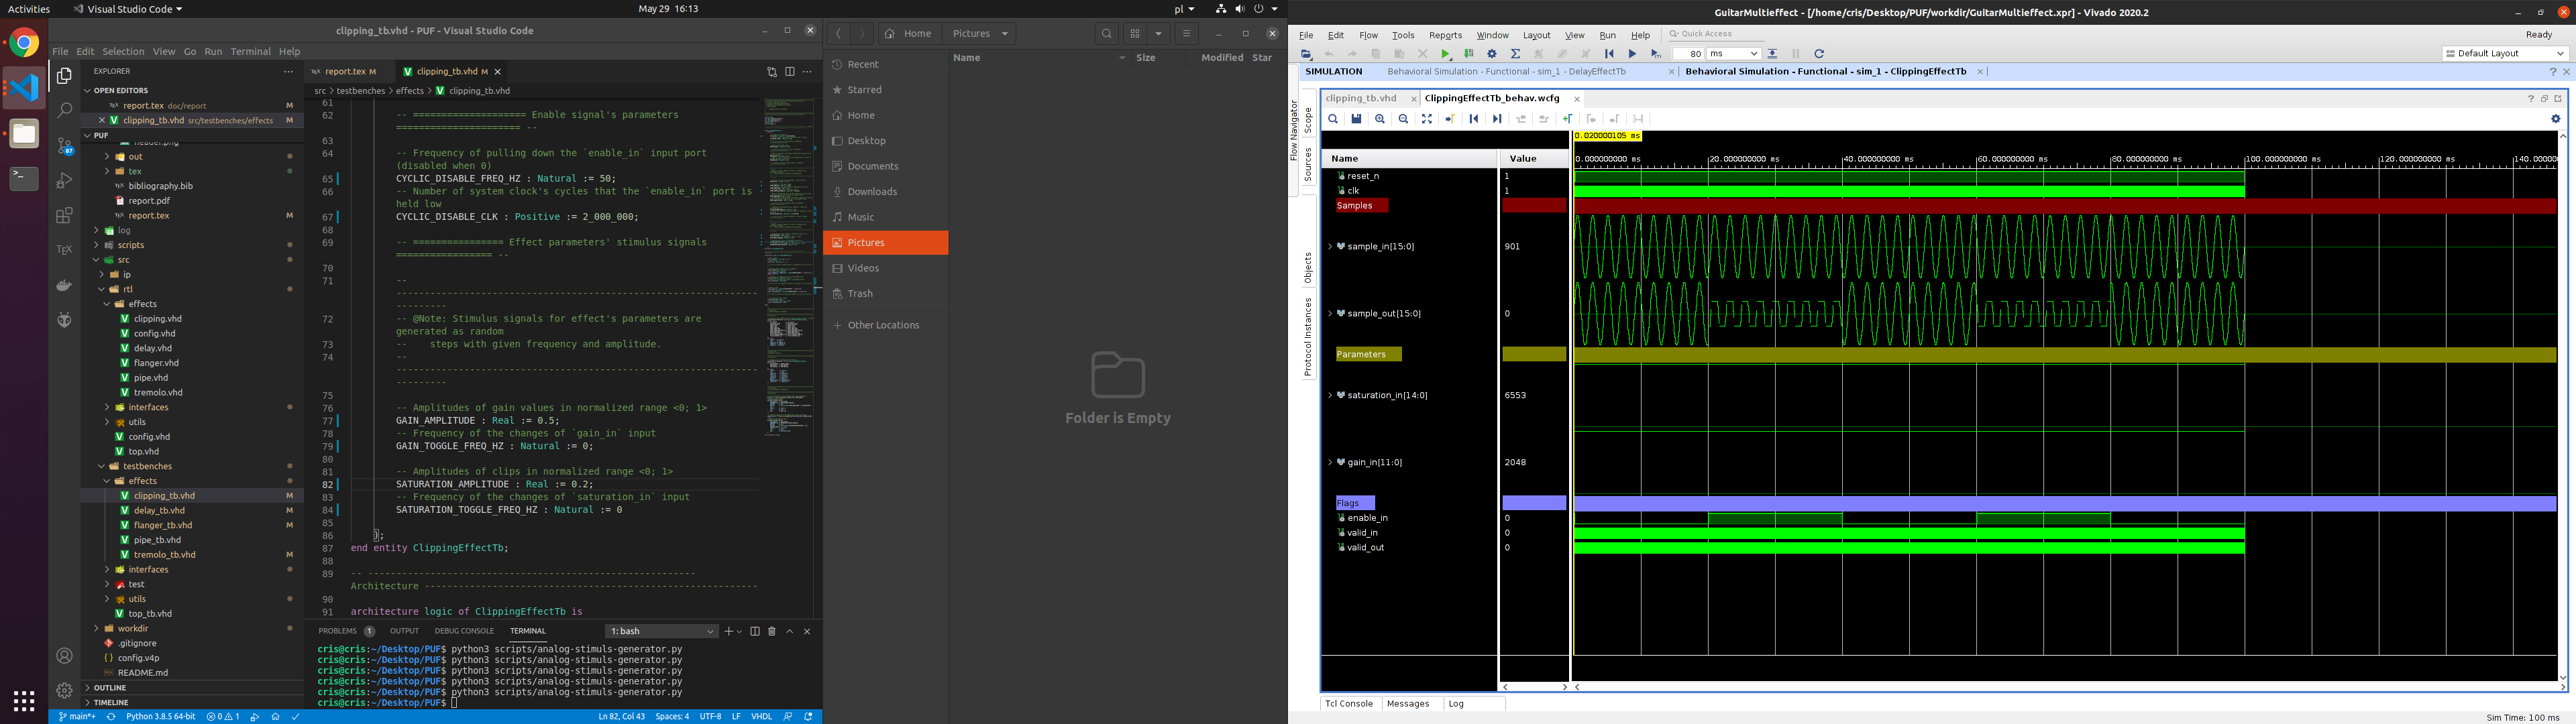 Activities
Visual Studio Code
May 29 16:13
pl
clipping_tb.vhd - PUF - Visual Studio Code
File Edit Selection View Go Run Terminal Help
EXPLORER
OPEN EDITORS
report.tex doc/report M
clipping_tb.vhd src/testbenches/effects M
PUF
header.png
out
tex
bibliography.bib
report.pdf
report.tex M
log
scripts
src
ip
rtl
effects
clipping.vhd
config.vhd
delay.vhd
flanger.vhd
pipe.vhd
tremolo.vhd
interfaces
utils
config.vhd
top.vhd
testbenches
effects
clipping_tb.vhd M
delay_tb.vhd M
flanger_tb.vhd M
pipe_tb.vhd
tremolo_tb.vhd M
interfaces
test
utils
top_tb.vhd
workdir
.gitignore
config.v4p
README.md
OUTLINE
TIMELINE
87
TEX
report.tex M
clipping_tb.vhd M
src > testbenches > effects > clipping_tb.vhd
61
62 -- ==================== Enable signal's parameters
====================== --
63
64 -- Frequency of pulling down the `enable_in` input port
(disabled when 0)
65 CYCLIC_DISABLE_FREQ_HZ : Natural := 50;
66 -- Number of system clock's cycles that the `enable_in` port is
held low
67 CYCLIC_DISABLE_CLK : Positive := 2_000_000;
68
69 -- ================ Effect parameters' stimulus signals
================= --
70
71 --
----------------------------------------------------------------
---------
72 -- @Note: Stimulus signals for effect's parameters are
generated as random
73 -- steps with given frequency and amplitude.
74 --
----------------------------------------------------------------
---------
75
76 -- Amplitudes of gain values in normalized range <0; 1>
77 GAIN_AMPLITUDE : Real := 0.5;
78 -- Frequency of the changes of `gain_in` input
79 GAIN_TOGGLE_FREQ_HZ : Natural := 0;
80
81 -- Amplitudes of clips in normalized range <0; 1>
82 SATURATION_AMPLITUDE : Real := 0.2;
83 -- Frequency of the changes of `saturation_in` input
84 SATURATION_TOGGLE_FREQ_HZ : Natural := 0
85
86 );
87 end entity ClippingEffectTb;
88
89 -- ----------------------------------------------------------
Architecture -----------------------------------------------------------
90
91 architecture logic of ClippingEffectTb is
PROBLEMS 1 OUTPUT DEBUG CONSOLE TERMINAL
1: bash
cris@cris:~/Desktop/PUF$ python3 scripts/analog-stimuls-generator.py
cris@cris:~/Desktop/PUF$ python3 scripts/analog-stimuls-generator.py
cris@cris:~/Desktop/PUF$ python3 scripts/analog-stimuls-generator.py
cris@cris:~/Desktop/PUF$ python3 scripts/analog-stimuls-generator.py
cris@cris:~/Desktop/PUF$ python3 scripts/analog-stimuls-generator.py
cris@cris:~/Desktop/PUF$
main*+ Python 3.8.5 64-bit 0 1
Ln 82, Col 43 Spaces: 4 UTF-8 LF VHDL
Home Pictures
Recent
Starred
Home
Desktop
Documents
Downloads
Music
Pictures
Videos
Trash
Other Locations
Name Size Modified Star
Folder is Empty
GuitarMultieffect - [/home/cris/Desktop/PUF/workdir/GuitarMultieffect.xpr] - Vivado 2020.2
File Edit Flow Tools Reports Window Layout View Run Help
Quick Access
Ready
80 ms
Default Layout
SIMULATION
Behavioral Simulation - Functional - sim_1 - DelayEffectTb
Behavioral Simulation - Functional - sim_1 - ClippingEffectTb
Flow Navigator
Scope
Sources
Objects
Protocol Instances
clipping_tb.vhd
ClippingEffectTb_behav.wcfg
0.020000105 ms
Name Value
0.000000000 ms 20.000000000 ms 40.000000000 ms 60.000000000 ms 80.000000000 ms 100.000000000 ms 120.000000000 ms
reset_n 1
clk 1
Samples
sample_in[15:0] 901
sample_out[15:0] 0
Parameters
saturation_in[14:0] 6553
gain_in[11:0] 2048
Flags
enable_in 0
valid_in 0
valid_out 0
Tcl Console Messages Log
Sim Time: 100 ms